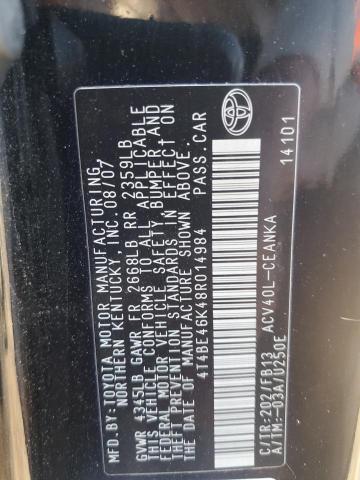 MFD. BY: TOYOTA MOTOR MANUFACTURING,
NORTHERN KENTUCKY, INC. 08/07
GVWR 4345LB GAWR FR 2668LB RR 2359LB
THIS VEHICLE CONFORMS TO ALL APPLICABLE
FEDERAL MOTOR VEHICLE SAFETY BUMPER, AND
THEFT PREVENTION STANDARDS IN EFFECT ON
THE DATE OF MANUFACTURE SHOWN ABOVE.
4T4BE46K48R014984 PASS. CAR
C/TR:202/FB13 ACV40L-CEANKA
A/TM:-03A/U250E 14101